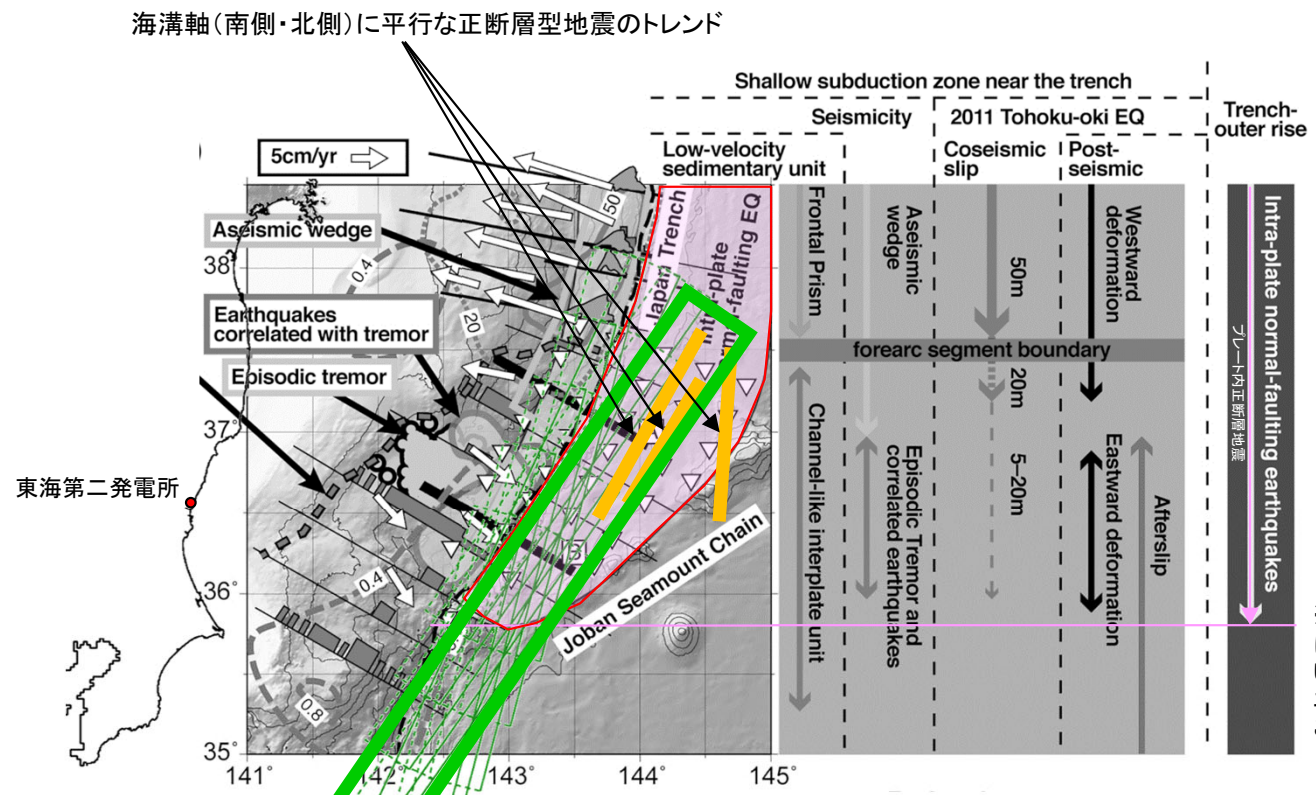 海溝軸(南側・北側)に平行な正断層型地震のトレンド
Shallow subduction zone near the trench
Seismicity
2011 Tohoku-oki EQ
Trench-
outer rise
5cm/yr
Low-velocity
sedimentary unit
Coseismic
slip
Post-
seismic
50
Aseismic wedge
Japan Trench
Intra-plate
normal-faulting EQ
Frontal Prism
Aseismic
wedge
50m
Westward
deformation
Intra-plate normal-faulting earthquakes
プレート内正断層地震
38°
0.4
20
Earthquakes
correlated with tremor
forearc segment boundary
Episodic tremor
20m
37°
Channel-like interplate unit
Episodic Tremor and
correlated earthquakes
5–20m
Eastward deformation
Afterslip
東海第二発電所
B
0.4
36°
Joban Seamount Chain
0.8
35°
141°
142°
143°
144°
145°